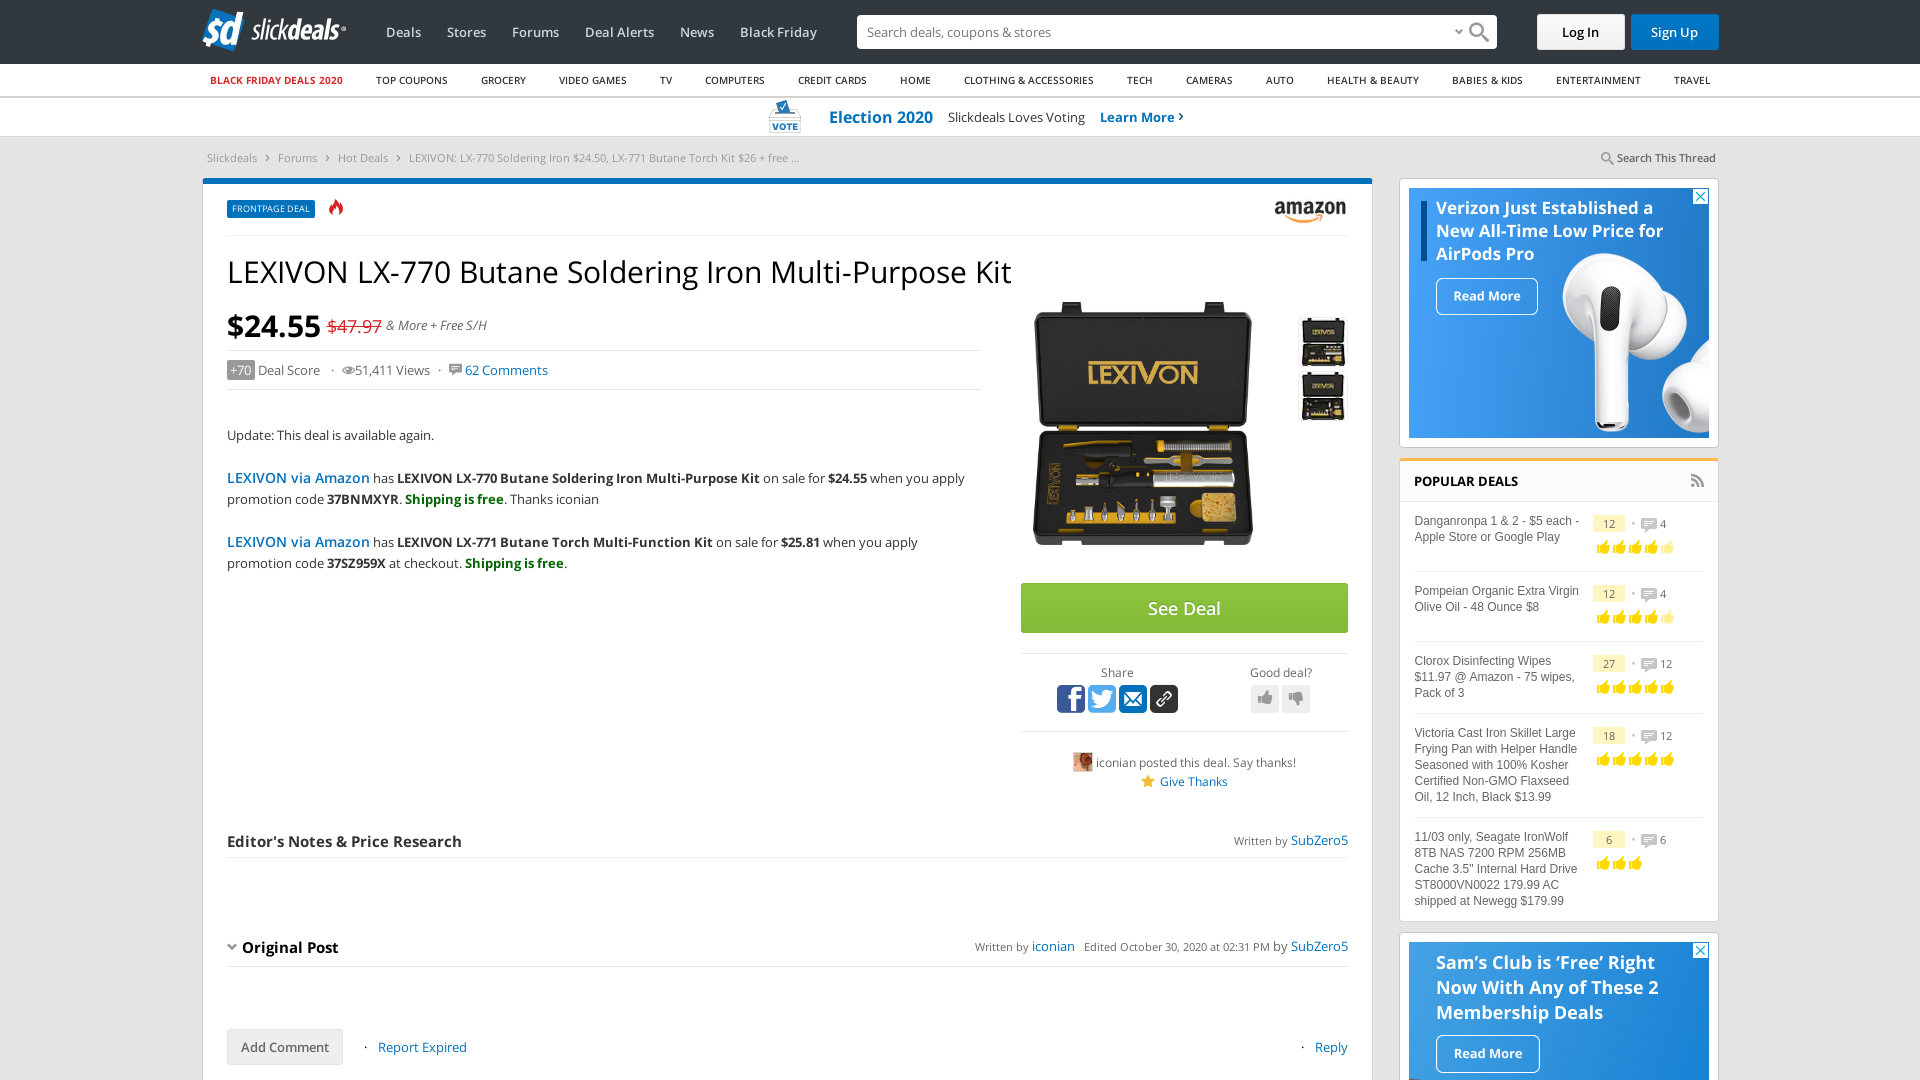 sd slickdeals®
Deals Stores Forums Deal Alerts News Black Friday
Search deals, coupons & shops
Log In Sign Up
BLACK FRIDAY DEALS 2020 TOP COUPONS GROCERY VIDEO GAMES TV COMPUTERS CREDIT CARDS HOME CLOTHING & ACCESSORIES TECH CAMERAS AUTO HEALTH & BEAUTY BABIES & KIDS ENTERTAINMENT TRAVEL
VOTE Election 2020 Slickdeals Loves Voting Learn More
Slickdeals Forums Hot Deals LEXIVON: LX-770 Soldering Iron $24.50, LX-771 Butane Torch Kit $26 + free ...
Search This Thread
FRONTPAGE DEAL
amazon
LEXIVON LX-770 Butane Soldering Iron Multi-Purpose Kit
$24.55 $47.97 & More + Free S/H
+70 Deal Score · 51,411 Views · 62 Comments
LEXIVON
LEXIVON
Update: This deal is available again.
LEXIVON via Amazon has LEXIVON LX-770 Butane Soldering Iron Multi-Purpose Kit on sale for $24.55 when you apply
promotion code 37BNMXYR. Shipping is free. Thanks iconian
LEXIVON via Amazon has LEXIVON LX-771 Butane Torch Multi-Function Kit on sale for $25.81 when you apply
promotion code 37SZ959X at checkout. Shipping is free.
See Deal
Share
Good deal?
iconian posted this deal. Say thanks!
Give Thanks
Editor's Notes & Price Research
Written by SubZero5
Original Post
Written by iconian Edited October 30, 2020 at 02:31 PM by SubZero5
Add Comment · Report Expired
· Reply
Verizon Just Established a
New All-Time Low Price for
AirPods Pro
Read More
POPULAR DEALS
Danganronpa 1 & 2 - $5 each -
Apple Store or Google Play
12 • 4
Pompeian Organic Extra Virgin
Olive Oil - 48 Ounce $8
12 • 4
Clorox Disinfecting Wipes
$11.97 @ Amazon - 75 wipes,
Pack of 3
27 • 12
Victoria Cast Iron Skillet Large
Frying Pan with Helper Handle
Seasoned with 100% Kosher
Certified Non-GMO Flaxseed
Oil, 12 Inch, Black $13.99
18 • 12
11/03 only, Seagate IronWolf
8TB NAS 7200 RPM 256MB
Cache 3.5" Internal Hard Drive
ST8000VN0022 179.99 AC
shipped at Newegg $179.99
6 • 6
Sam's Club is ‘Free’ Right
Now With Any of These 2
Membership Deals
Read More